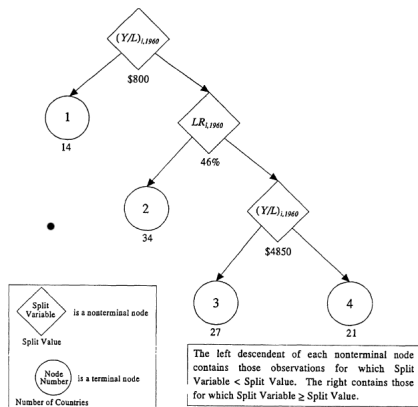 (Y/L)i,1960
$800
1
14
LRi,1960
46%
2
34
(Y/L)i,1960
$4850
3
27
4
21
Split
Variable
is a nonterminal node
Split Value
Node
Number
is a terminal node
Number of Countries
The left descendent of each nonterminal node
contains those observations for which Split
Variable < Split Value. The right contains those
for which Split Variable ≥ Split Value.